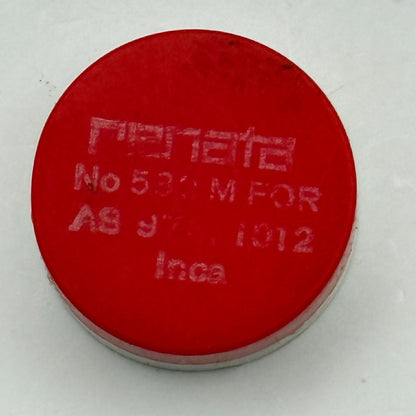 renata
No M FOR
AS 1012
Inca